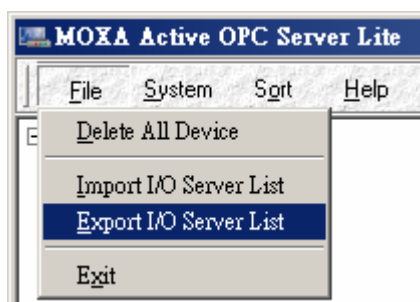 MOXA Active OPC Server Lite
File System Sort Help
Delete All Device
Import I/O Server List
Export I/O Server List
Exit